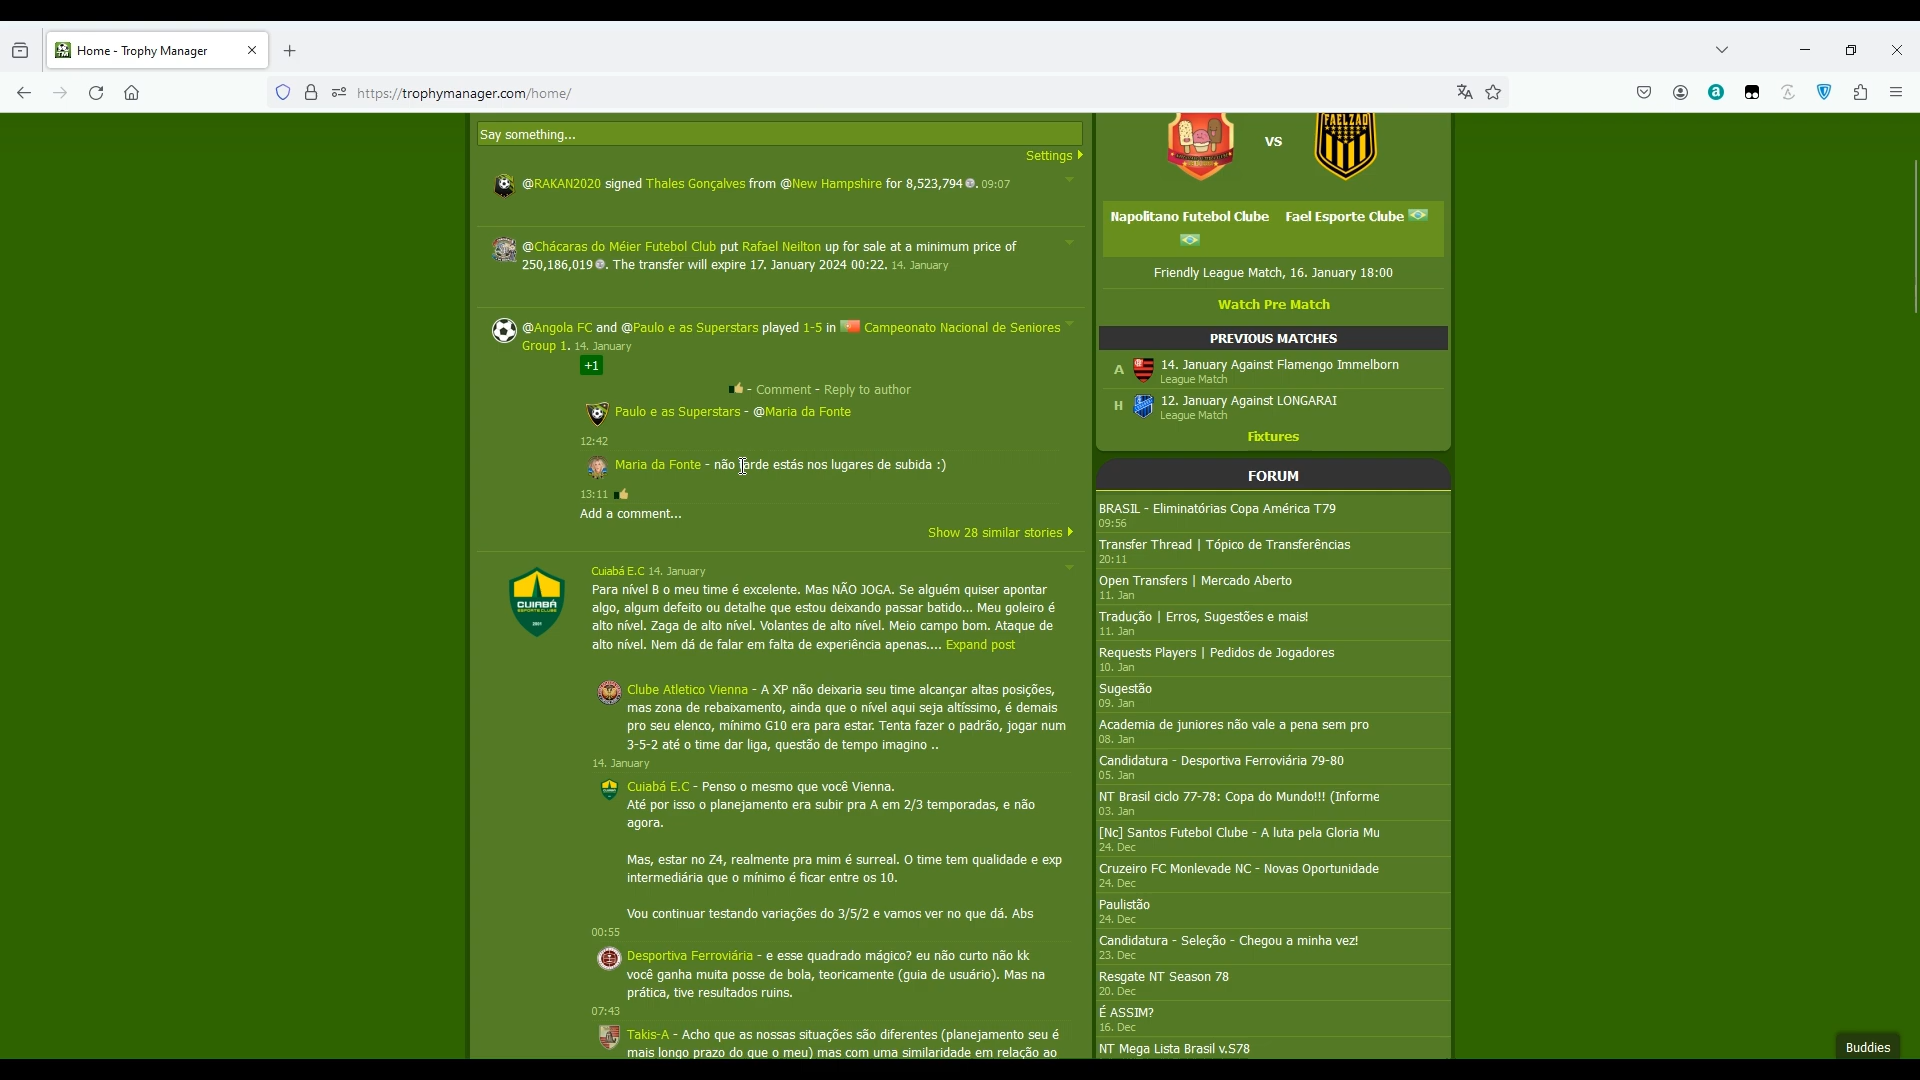 Home - Trophy Manager
https://trophymanager.com/home/
Say something...
Settings
@RAKAN2020 signed Thales Gonçalves from @New Hampshire for 8,523,794. 09:07
@Chácaras do Méier Futebol Club put Rafael Neilton up for sale at a minimum price of
250,186,019. The transfer will expire 17. January 2024 00:22. 14. January
@Angola FC and @Paulo e as Superstars played 1-5 in Campeonato Nacional de Seniores
Group 1. 14. January
+1
- Comment - Reply to author
Paulo e as Superstars - @Maria da Fonte
12:42
Maria da Fonte - não tarde estás nos lugares de subida :)
13:11
Add a comment...
Show 28 similar stories
CUIABÁ
ESPORTE CLUBE
2001
Cuiabá E.C 14. January
Para nível B o meu time é excelente. Mas NÃO JOGA. Se alguém quiser apontar
algo, algum defeito ou detalhe que estou deixando passar batido... Meu goleiro é
alto nível. Zaga de alto nível. Volantes de alto nível. Meio campo bom. Ataque de
alto nível. Nem dá de falar em falta de experiência apenas.... Expand post
Clube Atletico Vienna - A XP não deixaria seu time alcançar altas posições,
mas zona de rebaixamento, ainda que o nível aqui seja altíssimo, é demais
pro seu elenco, mínimo G10 era para estar. Tenta fazer o padrão, jogar num
3-5-2 até o time dar liga, questão de tempo imagino ..
14. January
Cuiabá E.C - Penso o mesmo que você Vienna.
Até por isso o planejamento era subir pra A em 2/3 temporadas, e não
agora.
Mas, estar no Z4, realmente pra mim é surreal. O time tem qualidade e exp
intermediária que o mínimo é ficar entre os 10.
Vou continuar testando variações do 3/5/2 e vamos ver no que dá. Abs
00:55
Desportiva Ferroviária - e esse quadrado mágico? eu não curto não kk
você ganha muita posse de bola, teoricamente (guia de usuário). Mas na
prática, tive resultados ruins.
07:43
Takis-A - Acho que as nossas situações são diferentes (planejamento seu é
mais longo prazo do que o meu) mas com uma similaridade em relação ao
FAELZAO
VS
Napolitano Futebol Clube
Fael Esporte Clube
Friendly League Match, 16. January 18:00
Watch Pre Match
PREVIOUS MATCHES
A 14. January Against Flamengo Immelborn
League Match
H 12. January Against LONGARAI
League Match
Fixtures
FORUM
BRASIL - Eliminatórias Copa América T79
09:56
Transfer Thread | Tópico de Transferências
20:11
Open Transfers | Mercado Aberto
11. Jan
Tradução | Erros, Sugestões e mais!
11. Jan
Requests Players | Pedidos de Jogadores
10. Jan
Sugestão
09. Jan
Academia de juniores não vale a pena sem pro
08. Jan
Candidatura - Desportiva Ferroviária 79-80
05. Jan
NT Brasil ciclo 77-78: Copa do Mundo!!! (Informe
03. Jan
[Nc] Santos Futebol Clube - A luta pela Gloria Mu
24. Dec
Cruzeiro FC Monlevade NC - Novas Oportunidade
24. Dec
Paulistão
24. Dec
Candidatura - Seleção - Chegou a minha vez!
23. Dec
Resgate NT Season 78
20. Dec
É ASSIM?
16. Dec
NT Mega Lista Brasil v.S78
Buddies